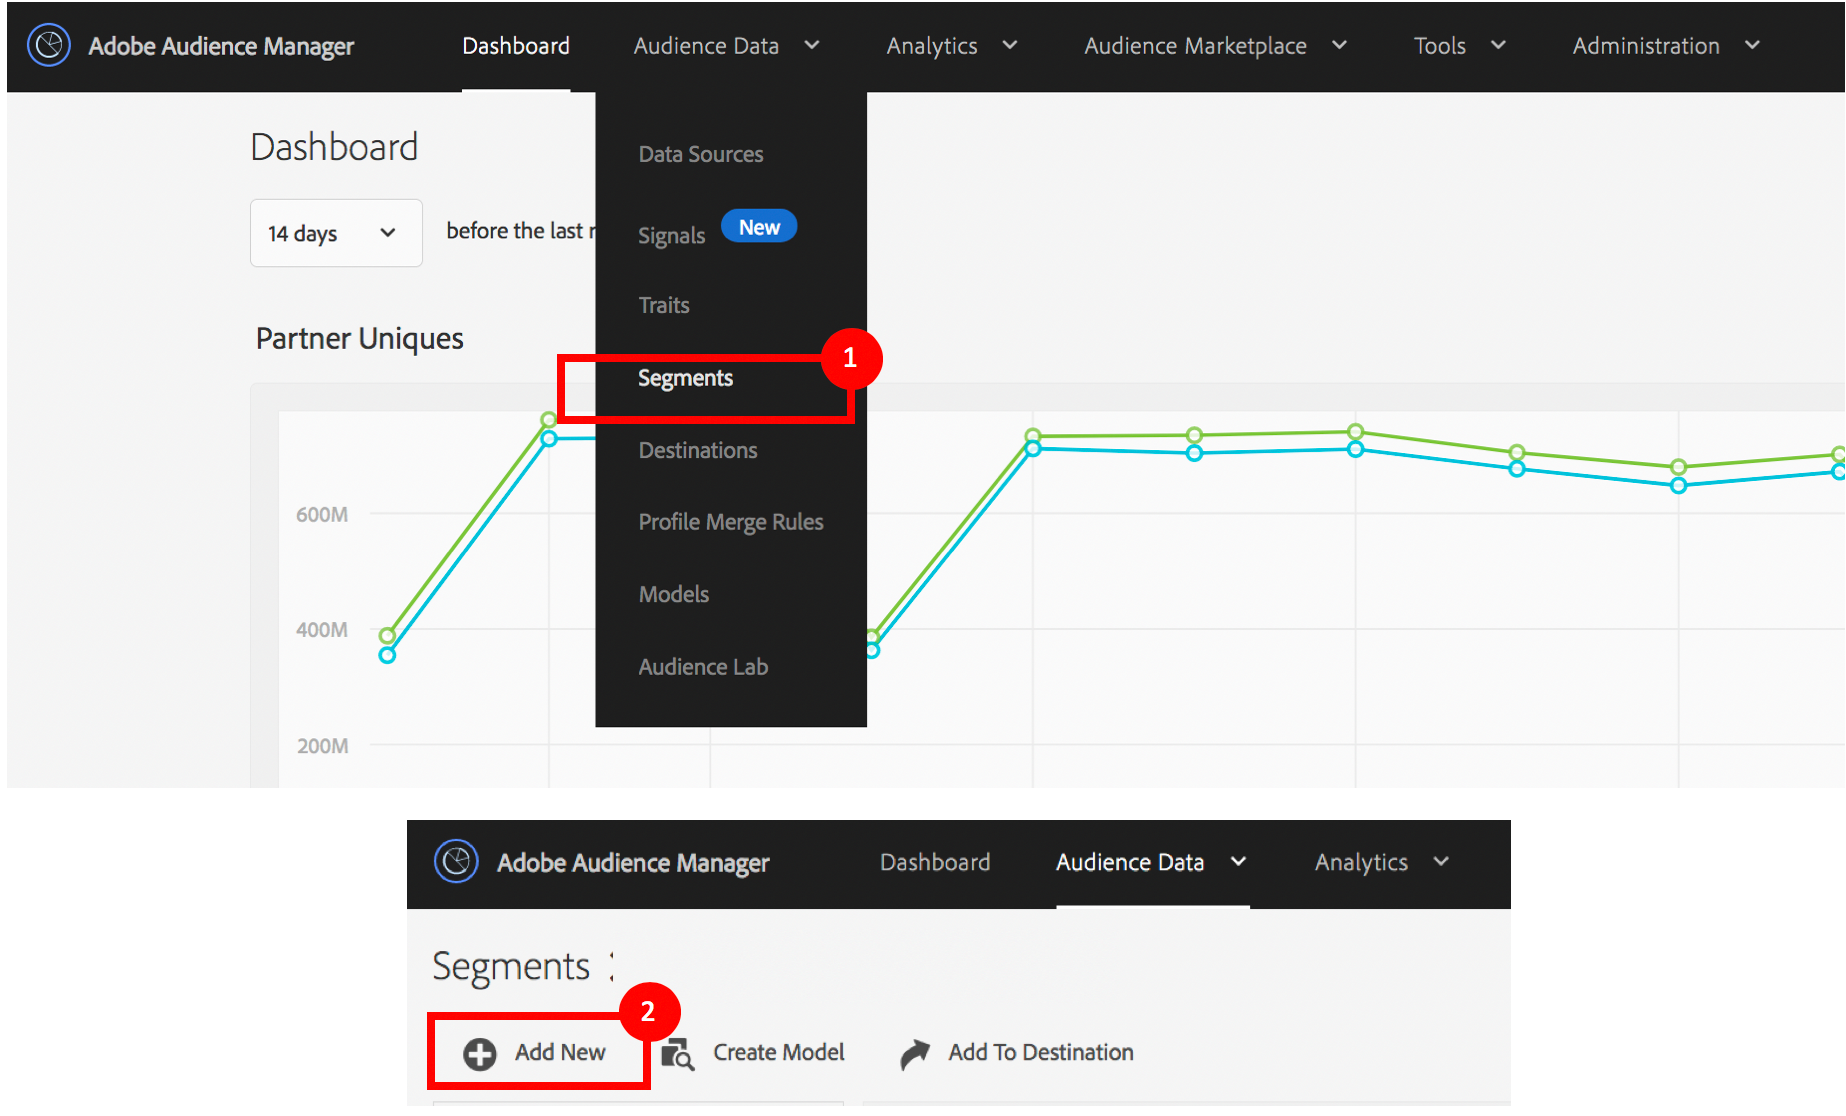 Adobe Audience Manager Dashboard Audience Data Analytics Audience Marketplace Tools Administration
Dashboard
14 days before the last
Partner Uniques
Data Sources
Signals New
Traits
1
Segments
Destinations
Profile Merge Rules
Models
Audience Lab
600M
400M
200M
Adobe Audience Manager Dashboard Audience Data Analytics
Segments
2
Add New Create Model Add To Destination